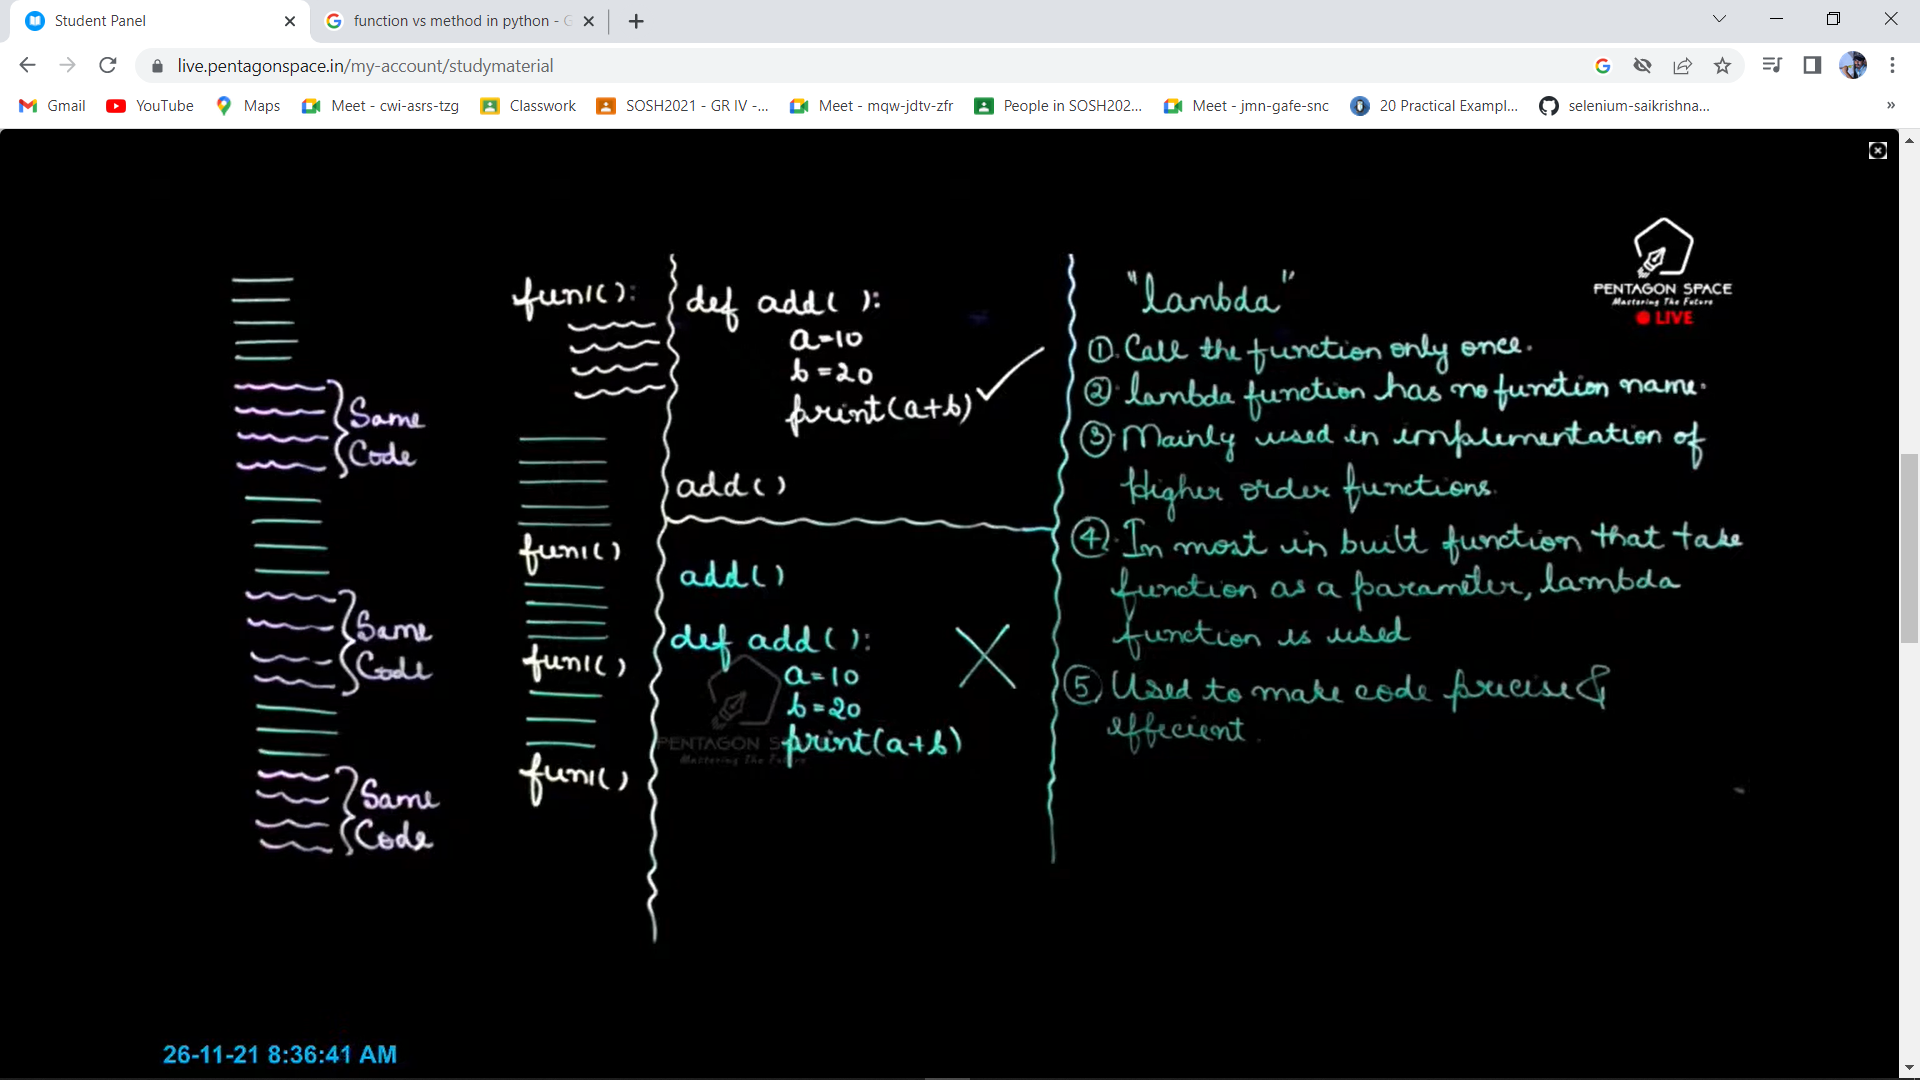 Student Panel
function vs method in python - G
live.pentagonspace.in/my-account/studymaterial
Gmail
YouTube
Maps
Meet - cwi-asrs-tzg
Classwork
SOSH2021 - GR IV -...
Meet - mqw-jdtv-zfr
People in SOSH202...
Meet - jmn-gafe-snc
20 Practical Exampl...
selenium-saikrishna...
»
Same
Code
Same
Code
Same
Code
fun1():
fun1()
fun1()
fun1()
def add( ):
a=10
b=20
print(a+b)
add()
add()
def add():
a=10
b=20
print(a+b)
PENTAGON S
Mastering The Future
"lambda"
①. Call the function only once.
②. lambda function has no function name.
③. Mainly used in implementation of
Higher order functions.
④. In most in built function that take
function as a parameter, lambda
function is used
⑤. Used to make code precise &
effecient.
PENTAGON SPACE
Mastering The Future
LIVE
26-11-21 8:36:41 AM